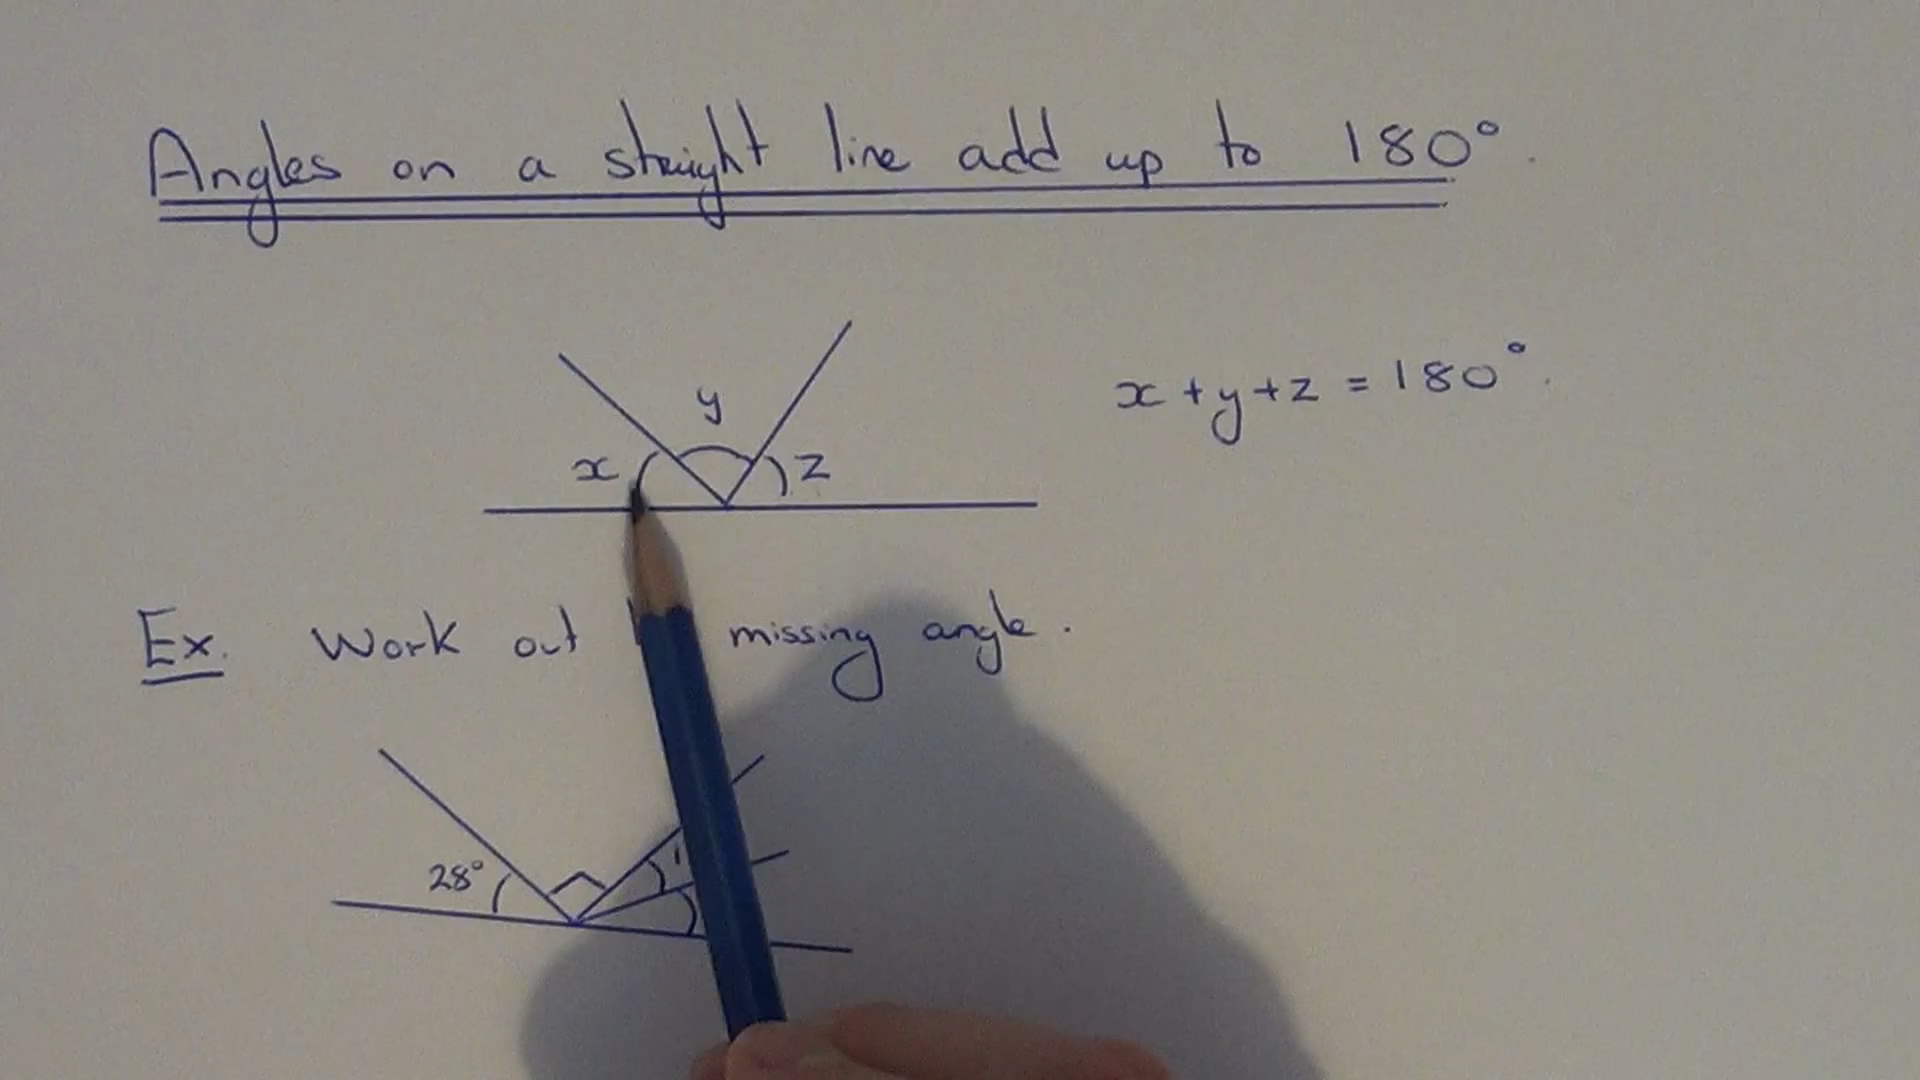 Angles on a straight line add up to 180°.
y
x + y + z = 180°.
x
z
Ex. Work out missing angle.
28°